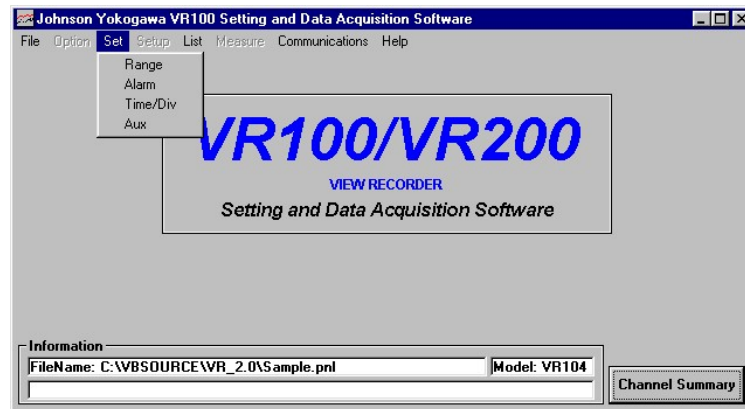 Johnson Yokogawa VR100 Setting and Data Acquisition Software
File Option Set Setup List Measure Communications Help
Range
Alarm
Time/Div
Aux
VR100/VR200
VIEW RECORDER
Setting and Data Acquisition Software
Information
FileName: C:\VBSOURCE\VR_2.0\Sample.pnl Model: VR104
Channel Summary